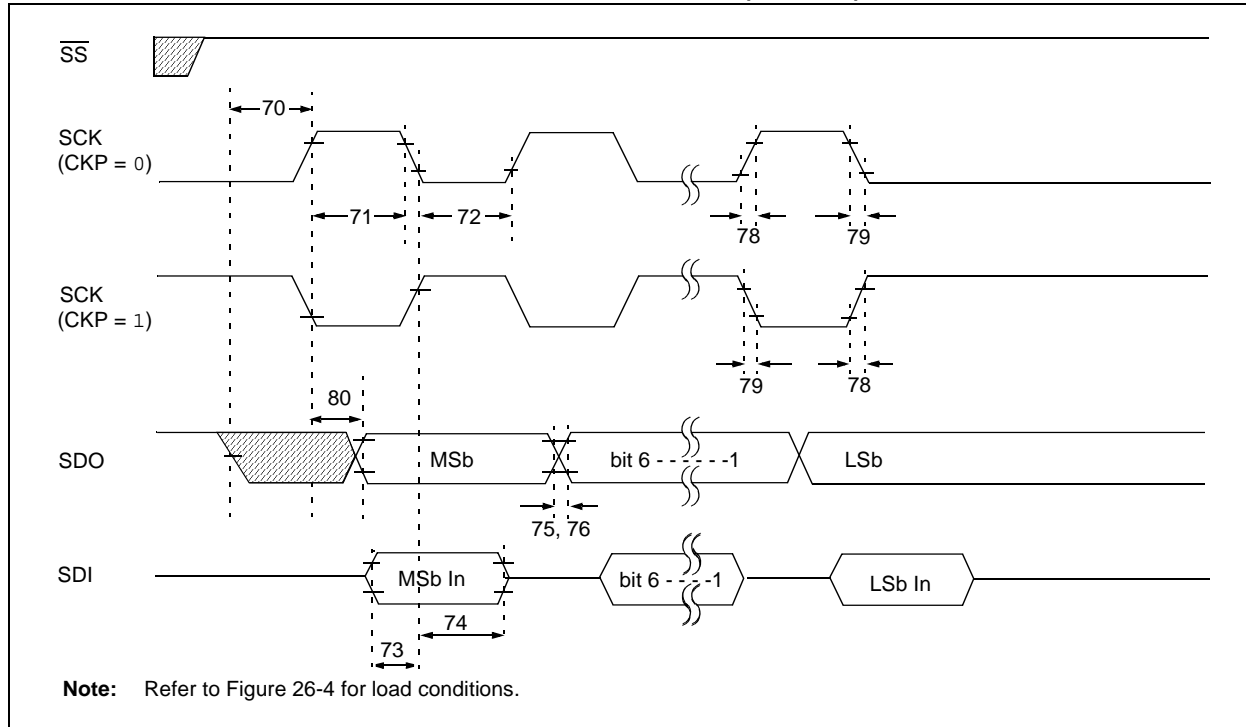 SS
70
SCK
(CKP = 0)
71
72
78
79
SCK
(CKP = 1)
79
78
80
SDO
MSb
bit 6 - - - - - -1
LSb
75, 76
SDI
MSb In
bit 6 - - - -1
LSb In
74
73
Note: Refer to Figure 26-4 for load conditions.